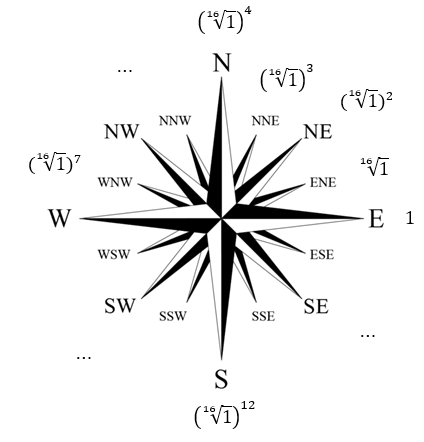 (¹⁶√1)⁴
...
N
(¹⁶√1)³
(¹⁶√1)²
NNW
NNE
NW
NE
(¹⁶√1)⁷
¹⁶√1
WNW
ENE
W
E
1
WSW
ESE
SW
SE
SSW
SSE
...
...
S
(¹⁶√1)¹²